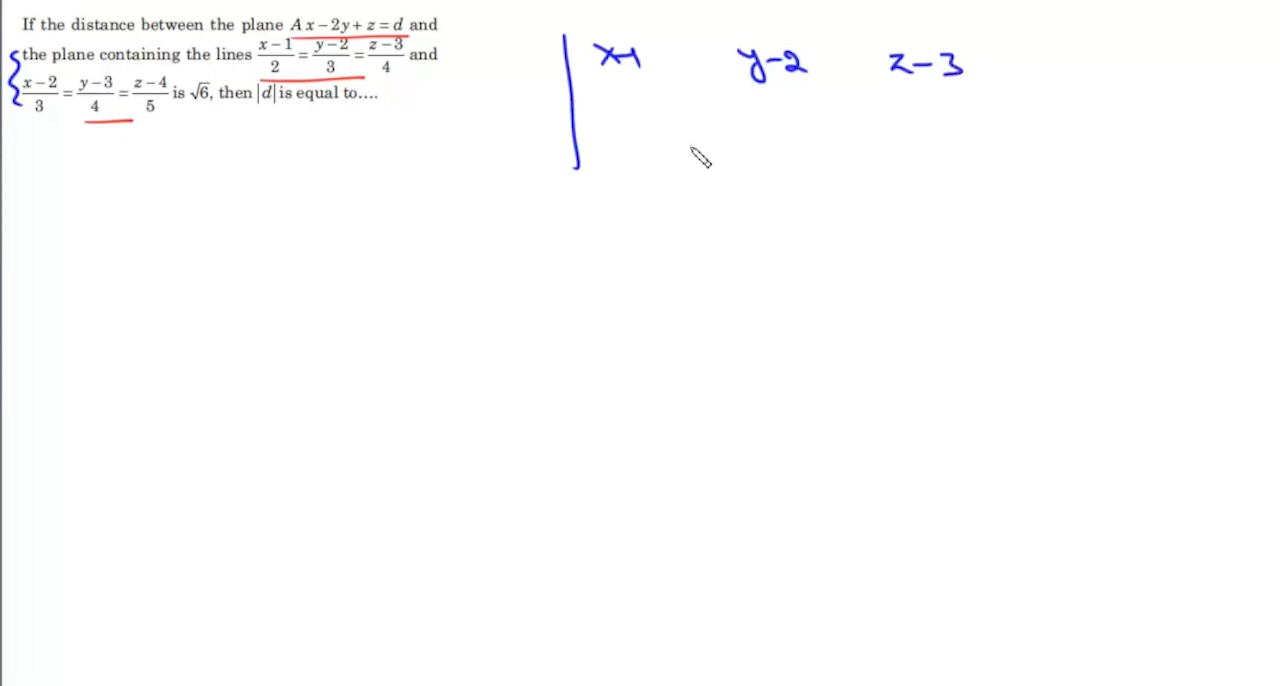 If the distance between the plane Ax−2y+z=d and
the plane containing the lines (x−1)/2 = (y−2)/3 = (z−3)/4 and
(x−2)/3 = (y−3)/4 = (z−4)/5 is √6, then |d| is equal to....
x-1 y-2 z-3